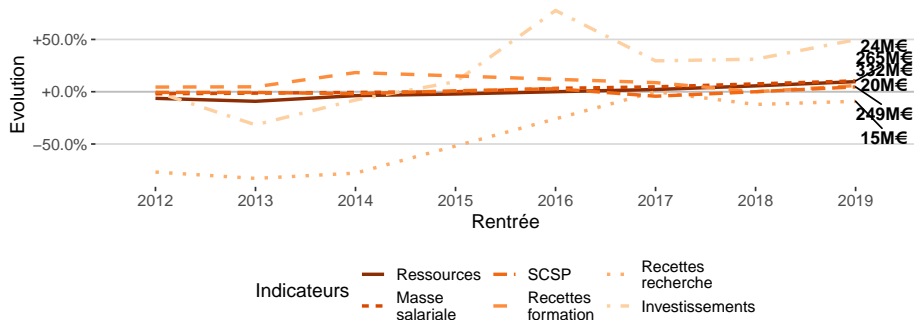 +50.0%
+0.0%
−50.0%
Evolution
24M€
265M€
332M€
20M€
249M€
15M€
2012 2013 2014 2015 2016 2017 2018 2019
Rentrée
Indicateurs
Ressources SCSP Recettes recherche
Masse salariale Recettes formation Investissements